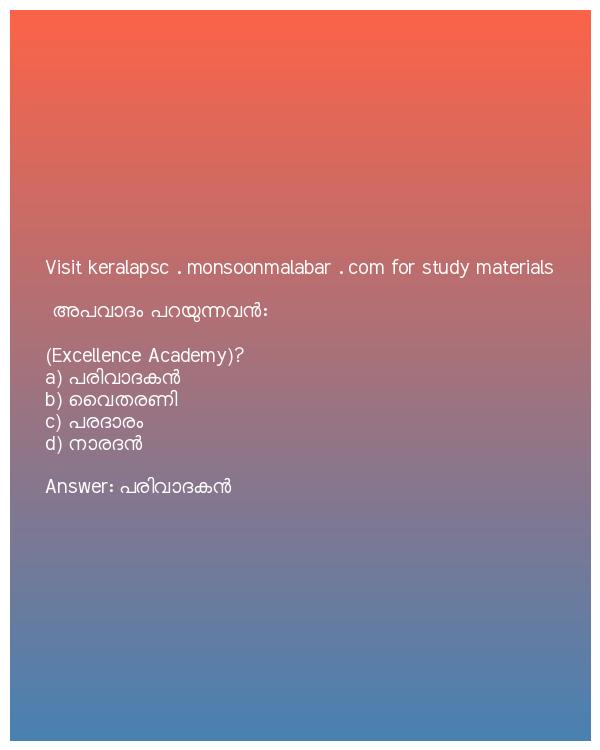 Visit keralapsc . monsoonmalabar . com for study materials
അപവാദം പറയുന്നവൻ:
(Excellence Academy)?
a) പരിവാദകൻ
b) വൈതരണി
c) പരദാരം
d) നാരദൻ
Answer: പരിവാദകൻ